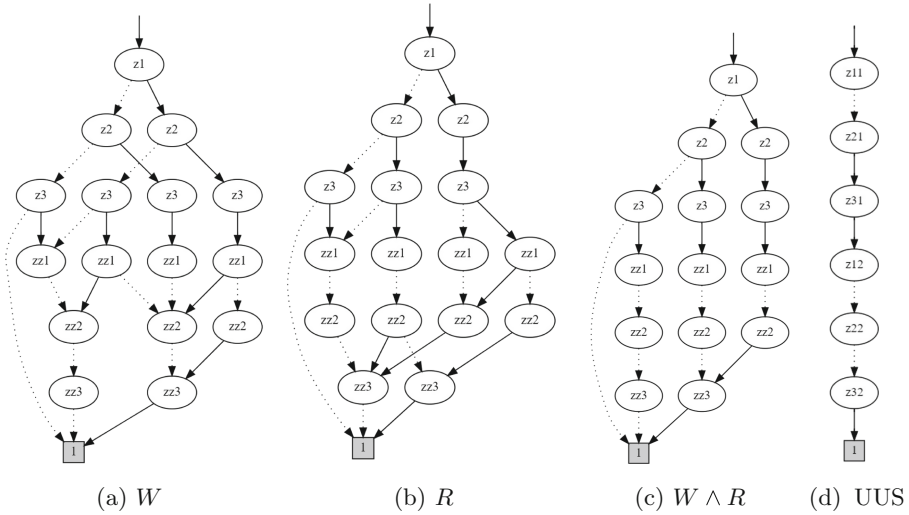 z1
z2 z2
z3 z3 z3 z3
zz1 zz1 zz1 zz1
zz2 zz2 zz2
zz3 zz3
1
(a) W
z1
z2 z2
z3 z3 z3
zz1 zz1 zz1 zz1
zz2 zz2 zz2 zz2
zz3 zz3
1
(b) R
z1
z2 z2
z3 z3 z3
zz1 zz1 zz1
zz2 zz2 zz2
zz3 zz3
1
(c) W ∧ R
z11
z21
z31
z12
z22
z32
1
(d) UUS